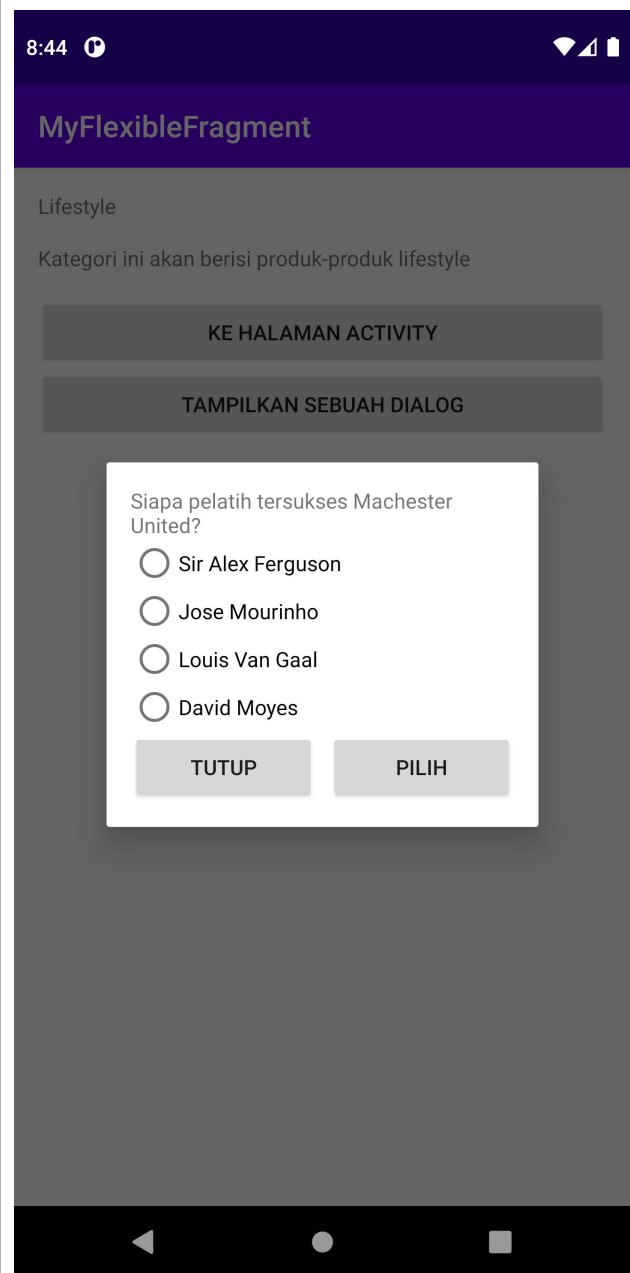 8:44
MyFlexibleFragment
Lifestyle
Kategori ini akan berisi produk-produk lifestyle
KE HALAMAN ACTIVITY
TAMPILKAN SEBUAH DIALOG
Siapa pelatih tersukses Machester
United?
Sir Alex Ferguson
Jose Mourinho
Louis Van Gaal
David Moyes
TUTUP PILIH